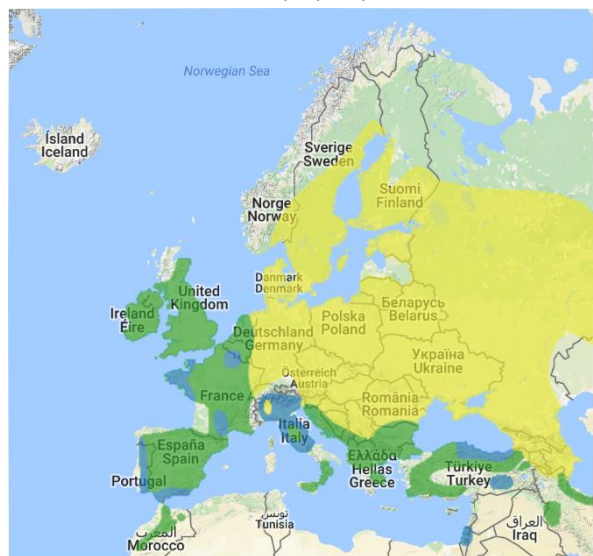 Norwegian Sea
Ísland
Iceland
Sverige
Sweden
Suomi
Finland
Norge
Norway
Danmark
Denmark
United
Kingdom
Ireland
Éire
Беларусь
Belarus
Polska
Poland
Deutschland
Germany
Україна
Ukraine
Österreich
Austria
France
România
Romania
Italia
Italy
España
Spain
Portugal
Ελλάδα
Hellas
Greece
Türkiye
Turkey
تونس
Tunisia
المغرب
Morocco
العراق
Iraq